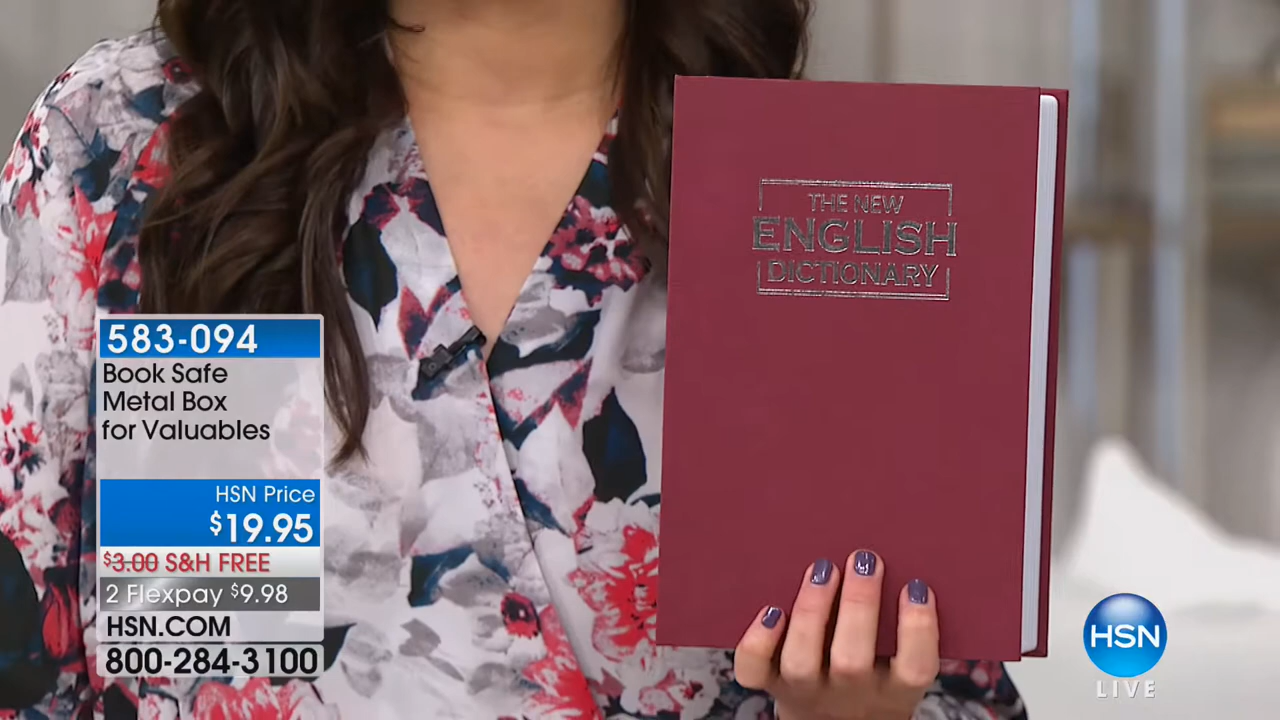 THE NEW
ENGLISH
DICTIONARY
583-094
Book Safe
Metal Box
for Valuables
HSN Price
$19.95
$3.00 S&H FREE
2 Flexpay $9.98
HSN.COM
800-284-3100
HSN
LIVE